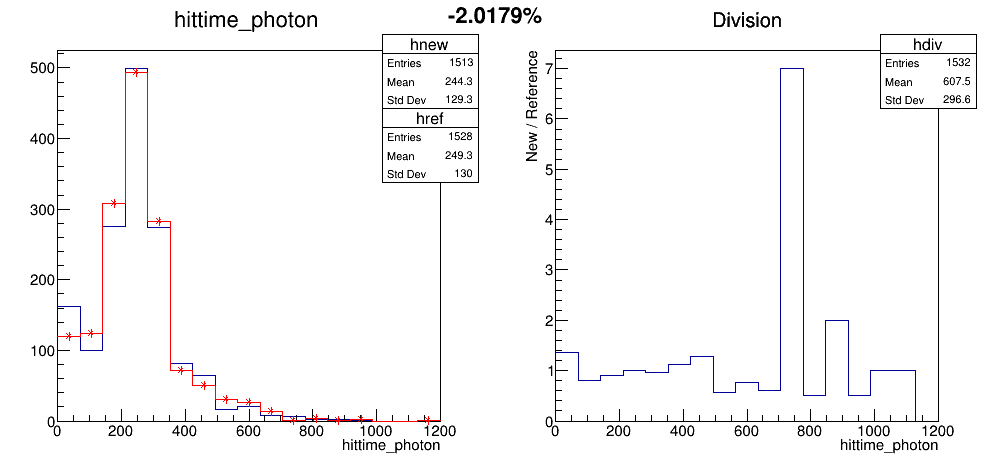 hittime_photon
-2.0179%
Division
hnew
Entries 1513
Mean 244.3
Std Dev 129.3
href
Entries 1528
Mean 249.3
Std Dev 130
500
400
300
200
100
0
0 200 400 600 800 1000 1200
hittime_photon
hdiv
Entries 1532
Mean 607.5
Std Dev 296.6
New / Reference
7
6
5
4
3
2
1
0
0 200 400 600 800 1000 1200
hittime_photon